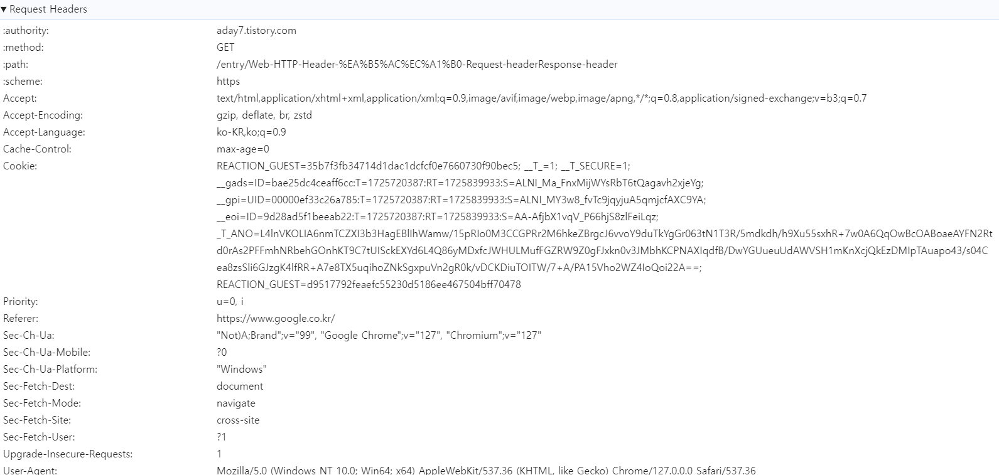 ▼ Request Headers
:authority: aday7.tistory.com
:method: GET
:path: /entry/Web-HTTP-Header-%EA%B5%AC%EC%A1%B0-Request-headerResponse-header
:scheme: https
Accept: text/html,application/xhtml+xml,application/xml;q=0.9,image/avif,image/webp,image/apng,*/*;q=0.8,application/signed-exchange;v=b3;q=0.7
Accept-Encoding: gzip, deflate, br, zstd
Accept-Language: ko-KR,ko;q=0.9
Cache-Control: max-age=0
Cookie: REACTION_GUEST=35b7f3fb34714d1dac1dcfcf0e7660730f90bec5; __T_=1; __T_SECURE=1;
__gads=ID=bae25dc4ceaff6cc:T=1725720387:RT=1725839933:S=ALNI_Ma_FnxMijWYsRbT6tQagavh2xjeYg;
__gpi=UID=00000ef33c26a785:T=1725720387:RT=1725839933:S=ALNI_MY3w8_fvTc9jqyjuA5qmjcfAXC9YA;
__eoi=ID=9d28ad5f1beeab22:T=1725720387:RT=1725839933:S=AA-AfjbX1vqV_P66hjS8zlFeiLqz;
_T_ANO=L4lnVKOLIA6nmTCZXI3b3HagEBlIhWamw/15pRIo0M3CCGPRr2M6hkeZBrgcJ6vvoY9duTkYgGr063tN1T3R/5mdkdh/h9Xu55sxhR+7w0A6QqOwBcOABoaeAYFN2Rt
d0rAs2PFFmhNRbehGOnhKT9C7tUISckEXYd6L4Q86yMDxfcJWHULMufFGZRW9Z0gFJxkn0v3JMbhKCPNAXIqdfB/DwYGUueuUdAWVSH1mKnXcjQkEzDMIpTAuapo43/s04C
ea8zsSli6GJzgK4lfRR+A7e8TX5uqihoZNkSgxpuVn2gR0k/vDCKDiuTOITW/7+A/PA15Vho2WZ4IoQoi22A==;
REACTION_GUEST=d9517792feaefc55230d5186ee467504bff70478
Priority: u=0, i
Referer: https://www.google.co.kr/
Sec-Ch-Ua: "Not)A;Brand";v="99", "Google Chrome";v="127", "Chromium";v="127"
Sec-Ch-Ua-Mobile: ?0
Sec-Ch-Ua-Platform: "Windows"
Sec-Fetch-Dest: document
Sec-Fetch-Mode: navigate
Sec-Fetch-Site: cross-site
Sec-Fetch-User: ?1
Upgrade-Insecure-Requests: 1
User-Agent: Mozilla/5.0 (Windows NT 10.0; Win64; x64) AppleWebKit/537.36 (KHTML, like Gecko) Chrome/127.0.0.0 Safari/537.36